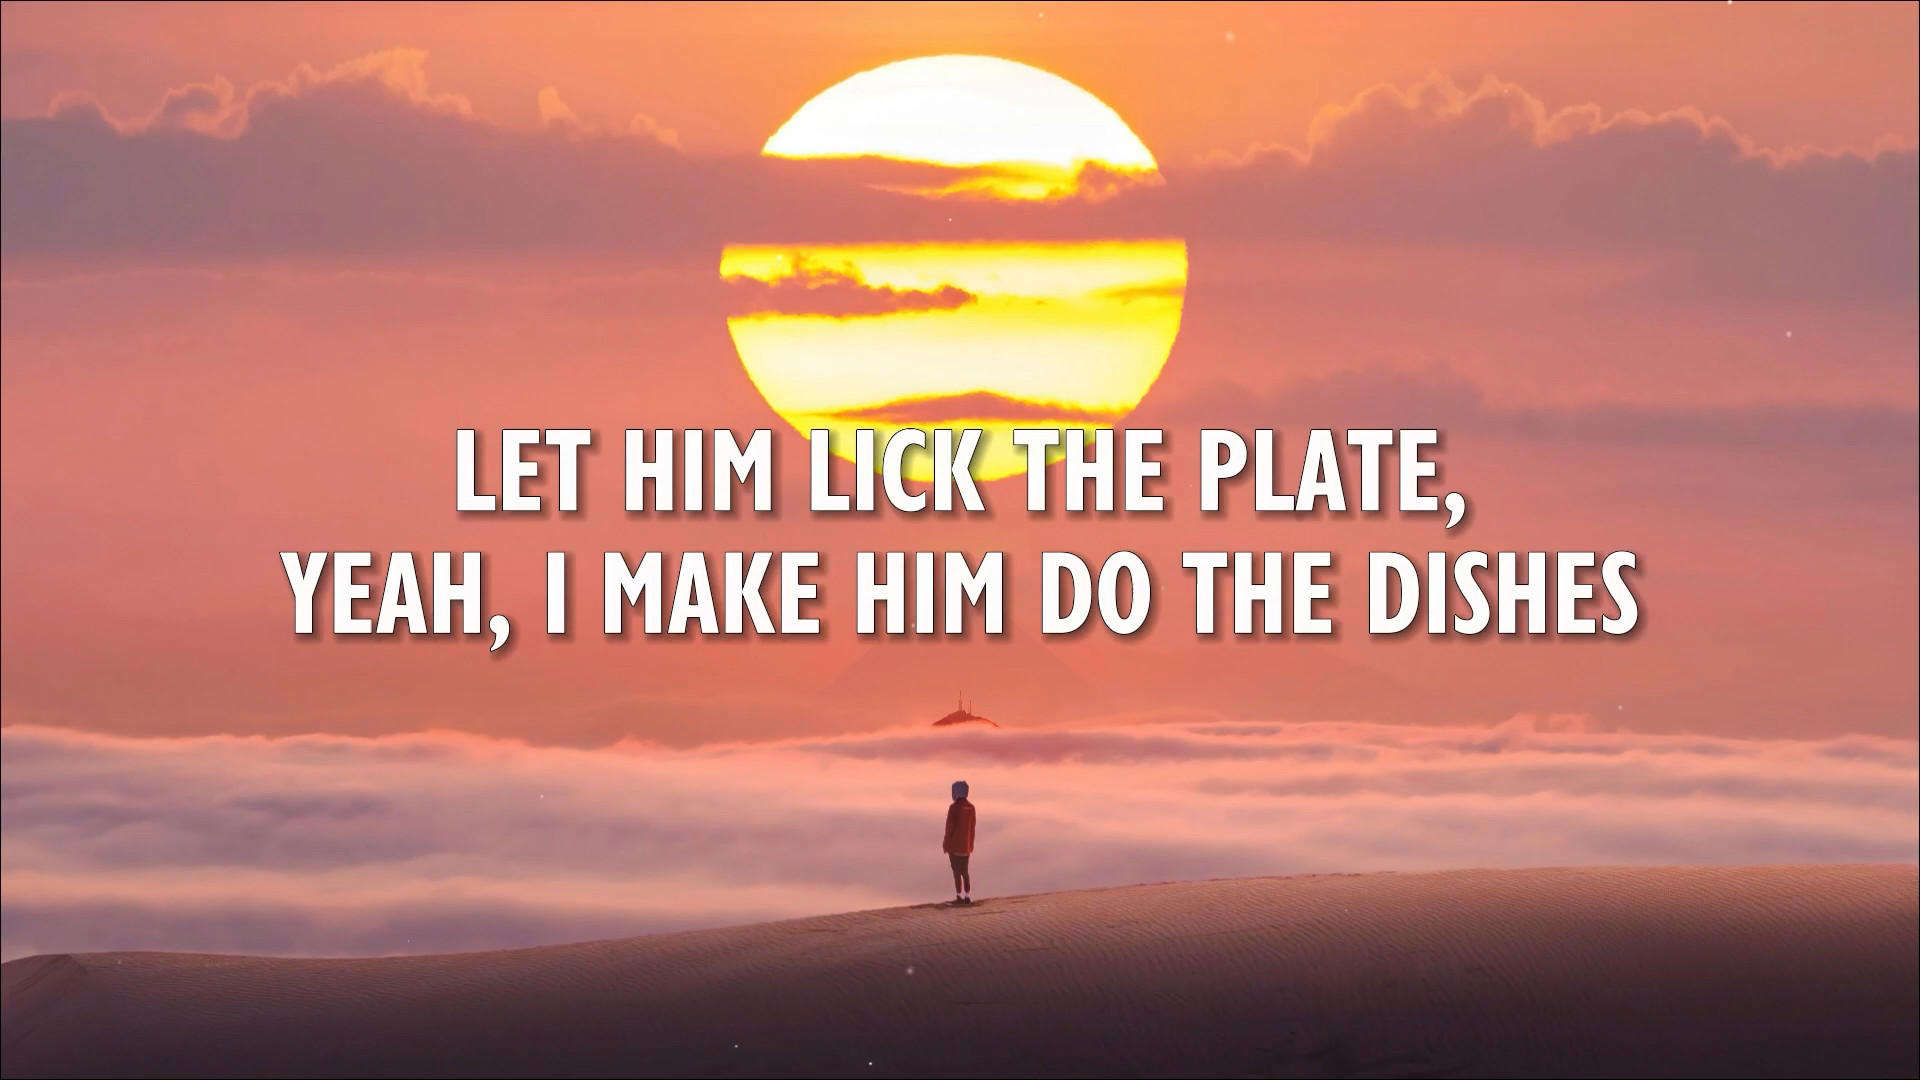 LET HIM LICK THE PLATE,
YEAH, I MAKE HIM DO THE DISHES